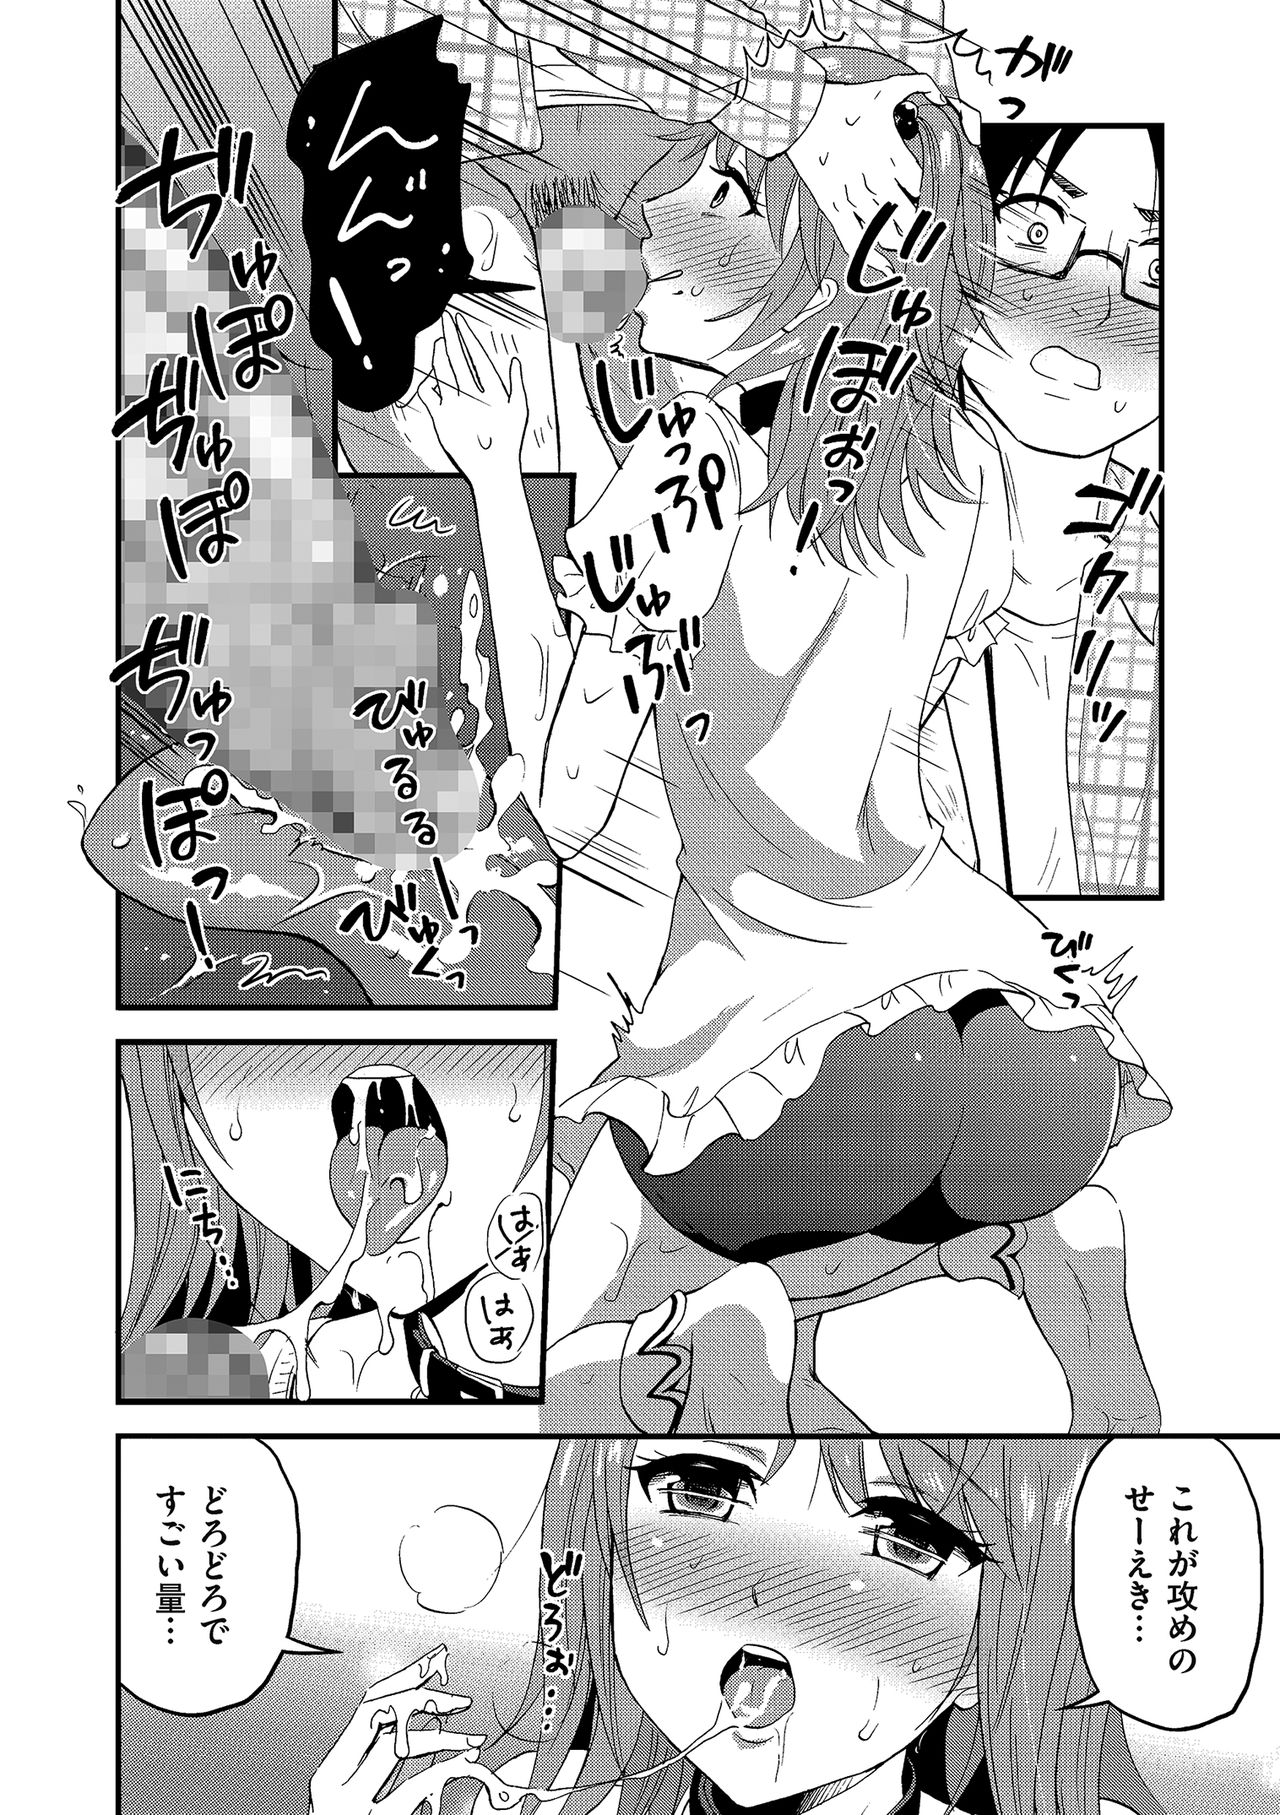 ガ
っ
じゅ
ぼおっ！
んんっ！
じゅっ
ぷ
じゅ
ぶっ
ゴクリッ
ぢゅぽ
ぢゅぽ
ぢゅっ
ぽっ！
びゅるるーっ
びゅくっ
びくっ
にち…
はぁ
はぁ
これが攻めの
せーえき…
どろぉ…
どろどろで
すごい量…